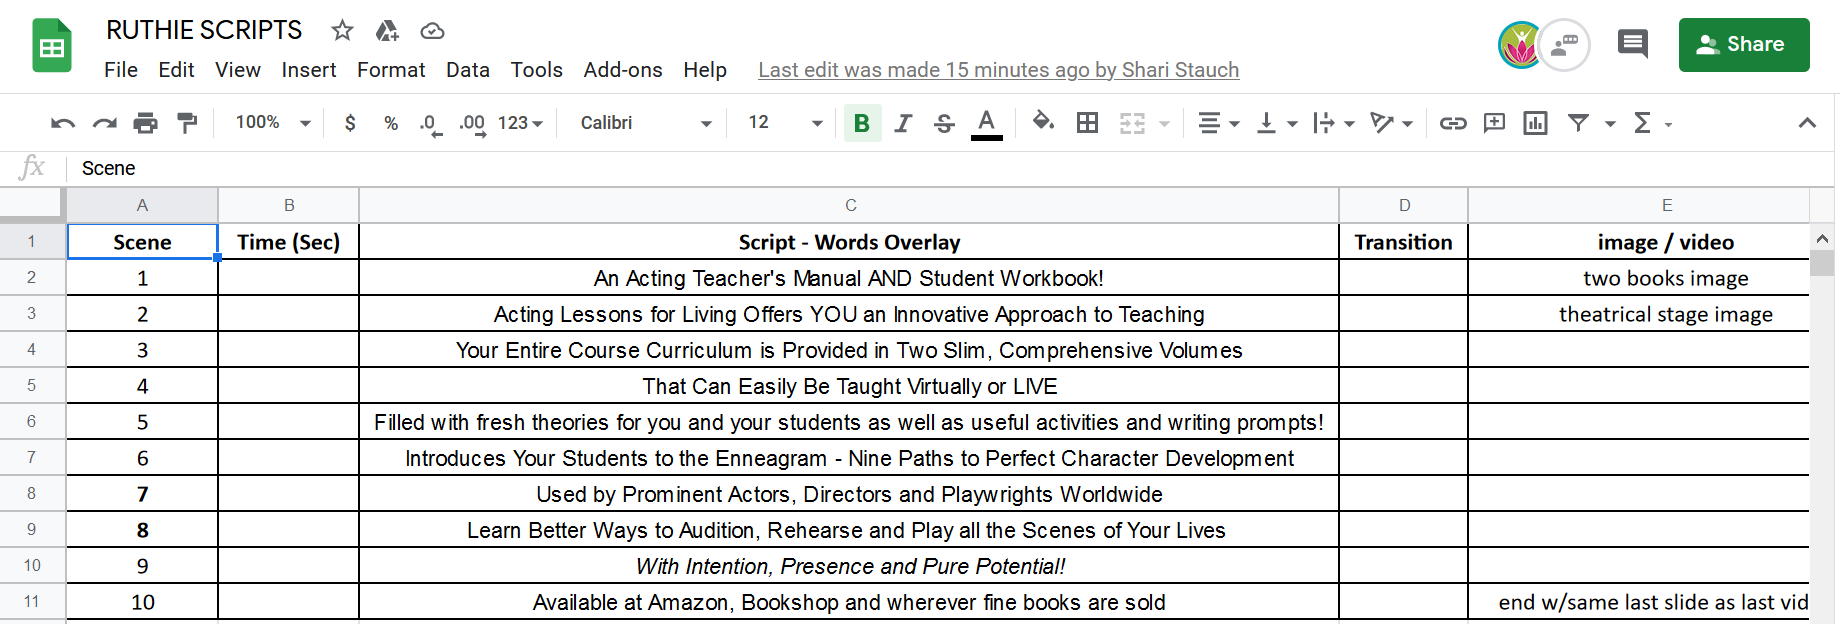 RUTHIE SCRIPTS
File Edit View Insert Format Data Tools Add-ons Help Last edit was made 15 minutes ago by Shari Stauch
Share
100% $ % .0 .00 123 Calibri 12 B I S A
fx Scene
A B C D E
1 Scene Time (Sec) Script - Words Overlay Transition image / video
2 1 An Acting Teacher's Manual AND Student Workbook! two books image
3 2 Acting Lessons for Living Offers YOU an Innovative Approach to Teaching theatrical stage image
4 3 Your Entire Course Curriculum is Provided in Two Slim, Comprehensive Volumes
5 4 That Can Easily Be Taught Virtually or LIVE
6 5 Filled with fresh theories for you and your students as well as useful activities and writing prompts!
7 6 Introduces Your Students to the Enneagram - Nine Paths to Perfect Character Development
8 7 Used by Prominent Actors, Directors and Playwrights Worldwide
9 8 Learn Better Ways to Audition, Rehearse and Play all the Scenes of Your Lives
10 9 With Intention, Presence and Pure Potential!
11 10 Available at Amazon, Bookshop and wherever fine books are sold end w/same last slide as last vid